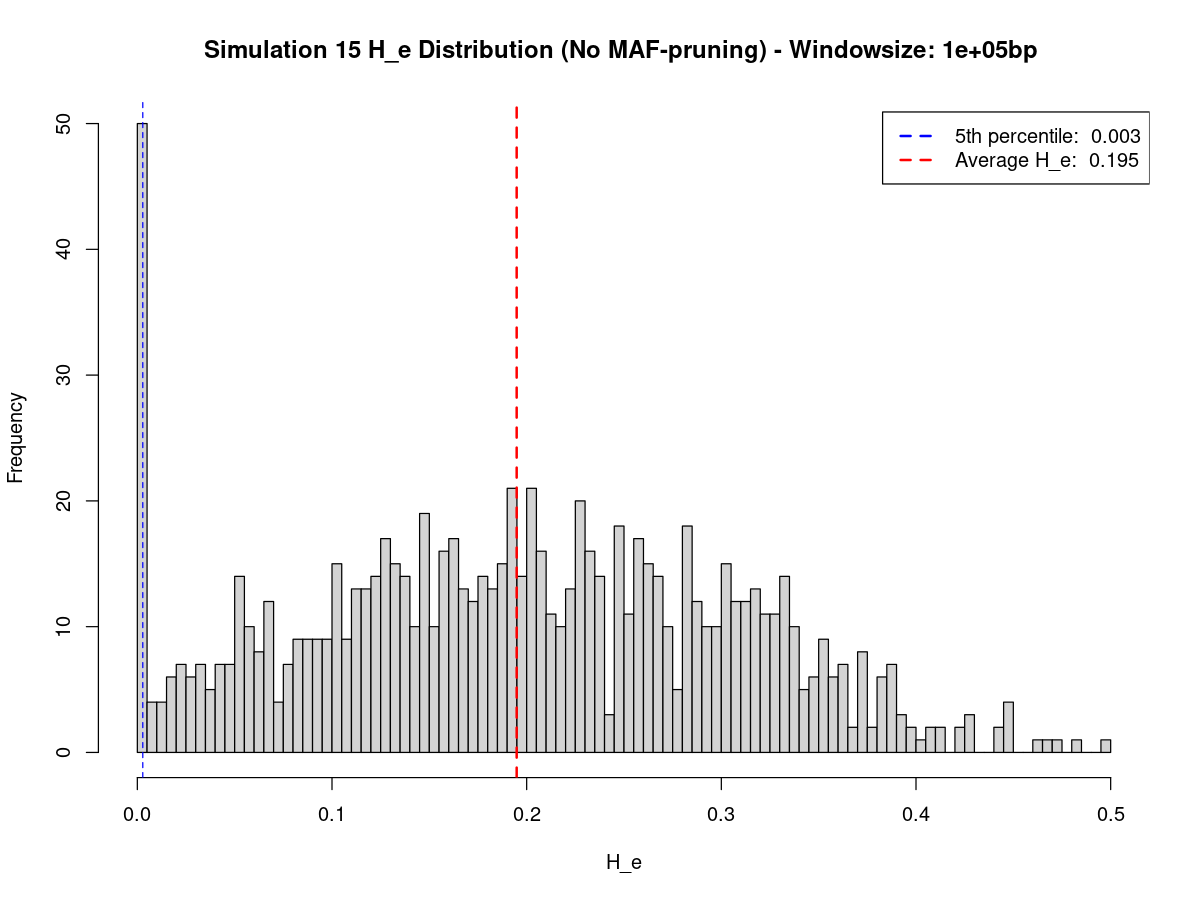 Simulation 15 H_e Distribution (No MAF-pruning) - Windowsize: 1e+05bp
5th percentile: 0.003
Average H_e: 0.195
Frequency
50
40
30
20
10
0
0.0 0.1 0.2 0.3 0.4 0.5
H_e